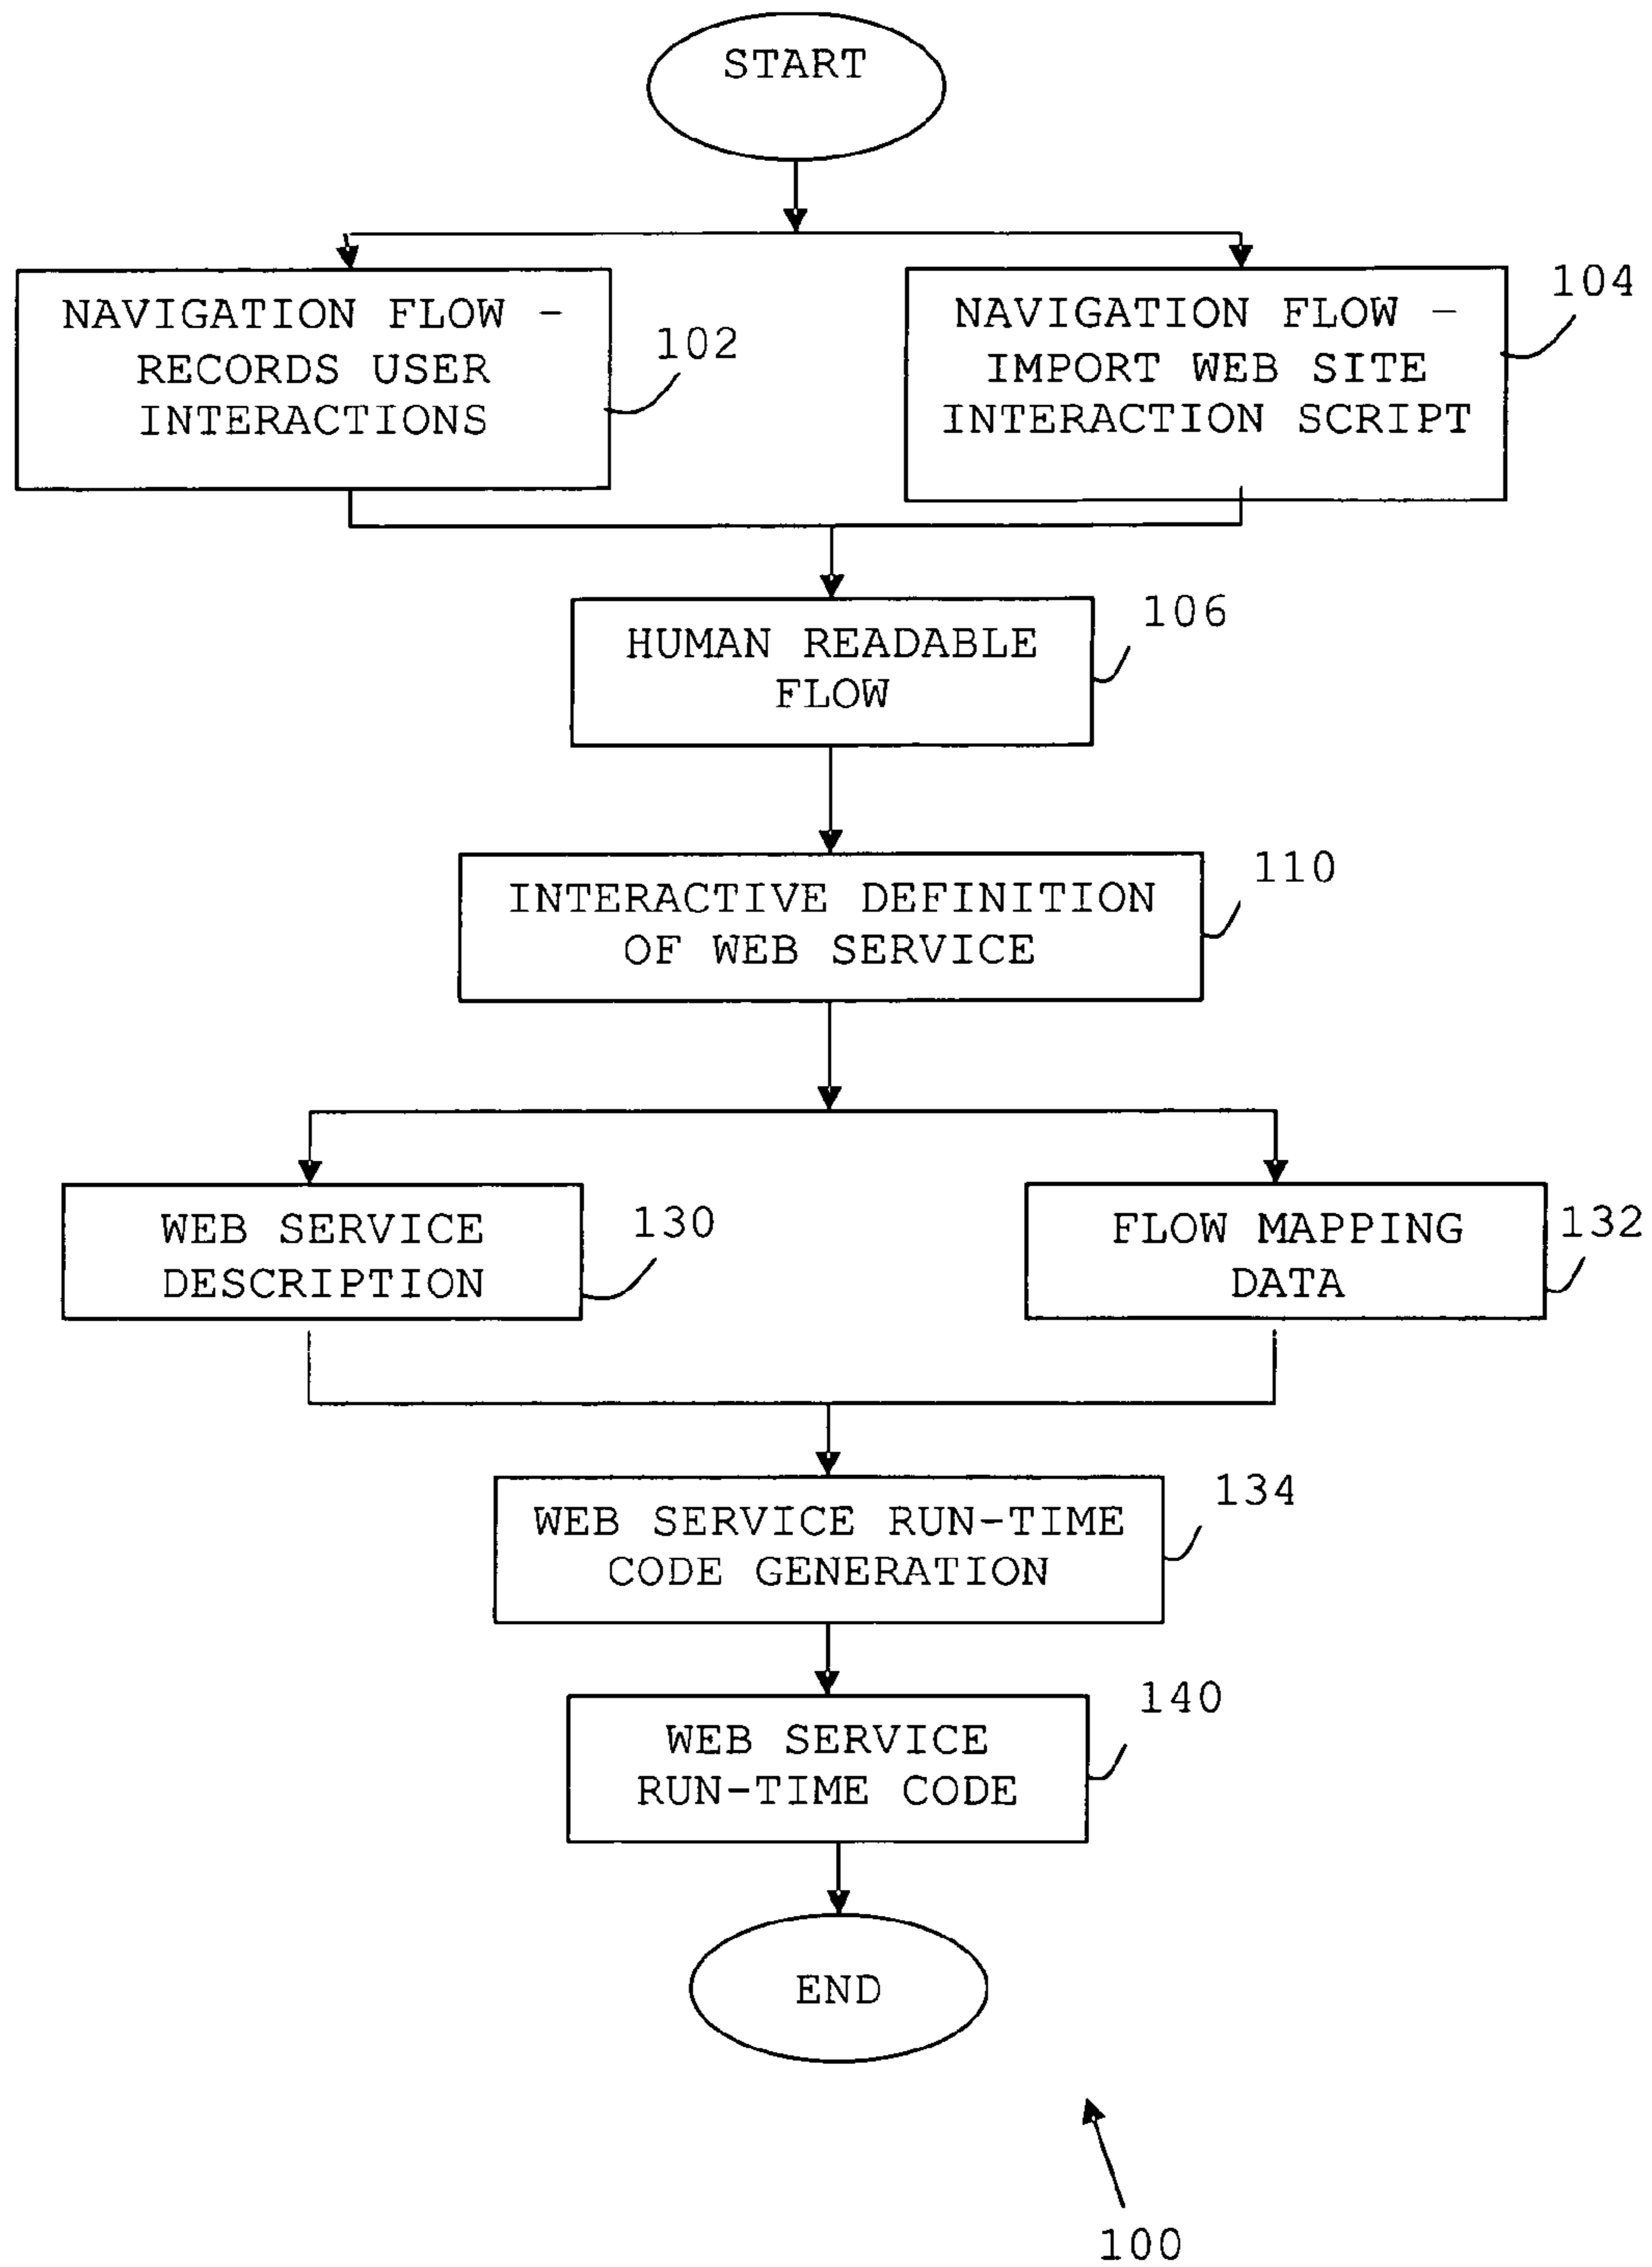 START
NAVIGATION FLOW -
RECORDS USER
INTERACTIONS
102
NAVIGATION FLOW -
IMPORT WEB SITE
INTERACTION SCRIPT
104
HUMAN READABLE
FLOW
106
INTERACTIVE DEFINITION
OF WEB SERVICE
110
WEB SERVICE
DESCRIPTION
130
FLOW MAPPING
DATA
132
WEB SERVICE RUN-TIME
CODE GENERATION
134
WEB SERVICE
RUN-TIME CODE
140
END
100